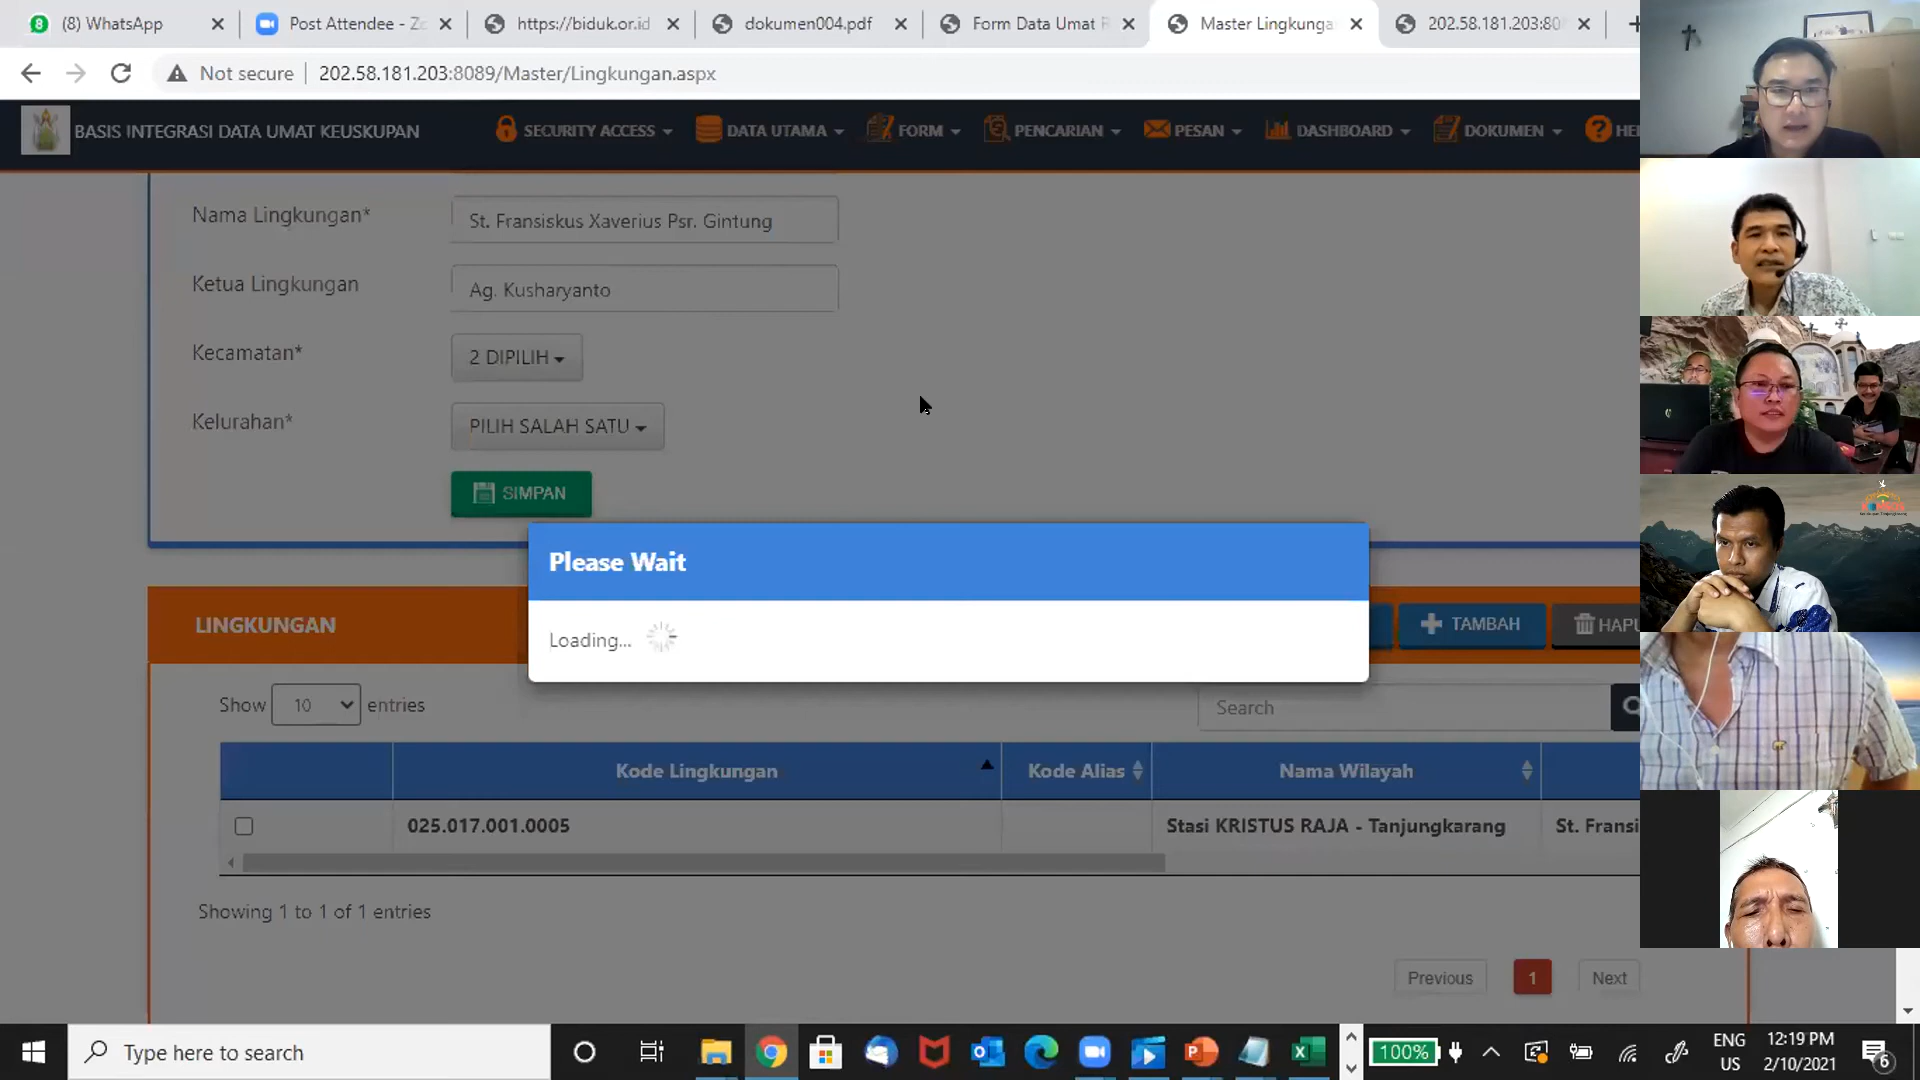 (8) WhatsApp
Post Attendee - Zo
https://biduk.or.id
dokumen004.pdf
Form Data Umat R
Master Lingkunga
202.58.181.203:80
Not secure
202.58.181.203:8089/Master/Lingkungan.aspx
BASIS INTEGRASI DATA UMAT KEUSKUPAN
SECURITY ACCESS
DATA UTAMA
FORM
PENCARIAN
PESAN
DASHBOARD
DOKUMEN
Nama Lingkungan*
St. Fransiskus Xaverius Psr. Gintung
Ketua Lingkungan
Ag. Kusharyanto
Kecamatan*
2 DIPILIH
Kelurahan*
PILIH SALAH SATU
SIMPAN
Please Wait
Loading...
LINGKUNGAN
TAMBAH
HAPU
Show 10 entries
Search
Kode Lingkungan
Kode Alias
Nama Wilayah
025.017.001.0005
Stasi KRISTUS RAJA - Tanjungkarang
St. Fransi
Showing 1 to 1 of 1 entries
Previous
1
Next
Type here to search
100%
ENG
US
12:19 PM
2/10/2021
6